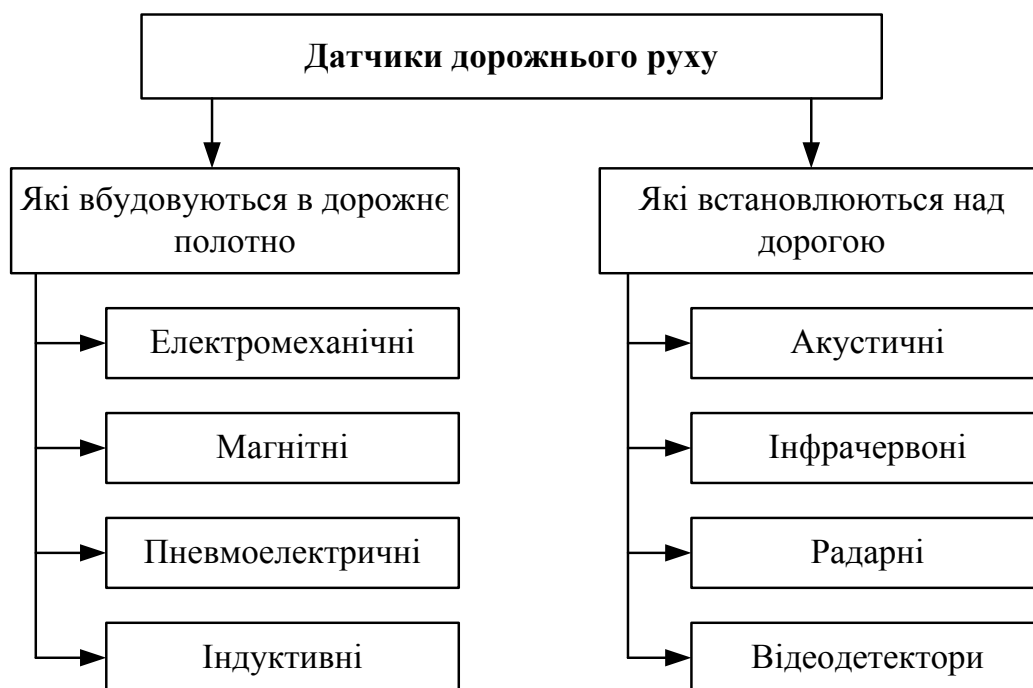 Датчики дорожнього руху
Які вбудовуються в дорожнє
полотно
Електромеханічні
Магнітні
Пневмоелектричні
Індуктивні
Які встановлюються над
дорогою
Акустичні
Інфрачервоні
Радарні
Відеодетектори